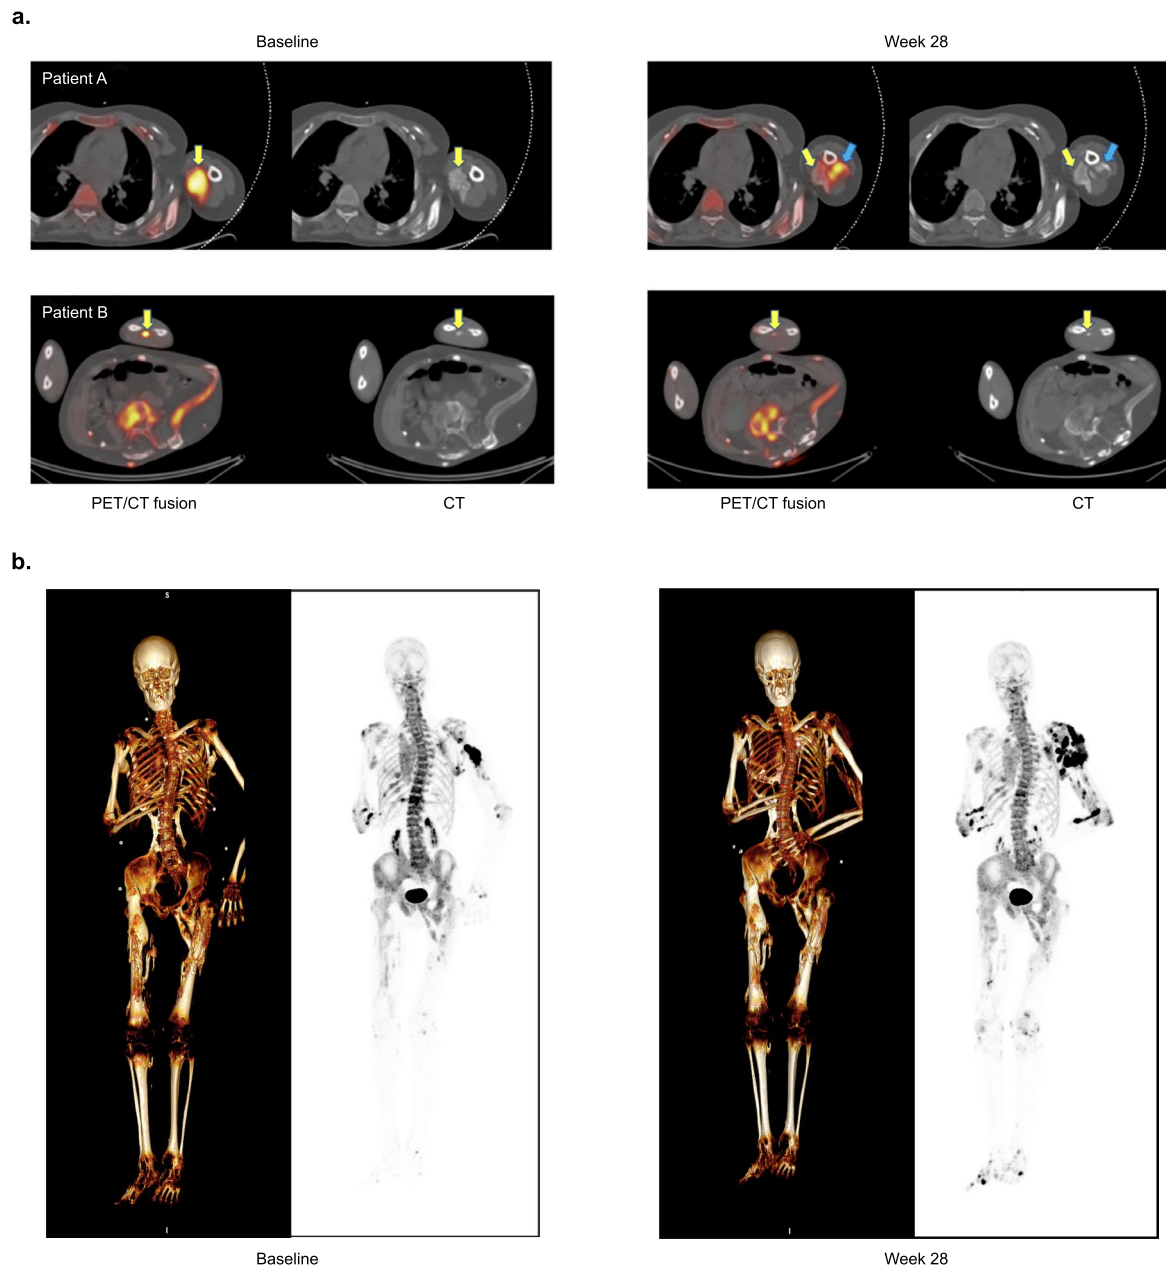 a.
Baseline
Week 28
Patient A
Patient B
PET/CT fusion
CT
PET/CT fusion
CT
b.
S
Baseline
Week 28